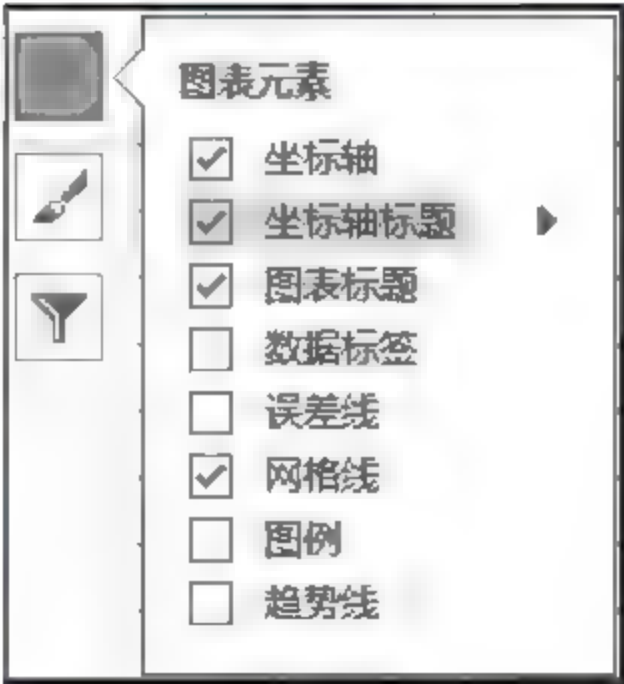 图表元素
坐标轴
坐标轴标题
图表标题
数据标签
误差线
网格线
图例
趋势线